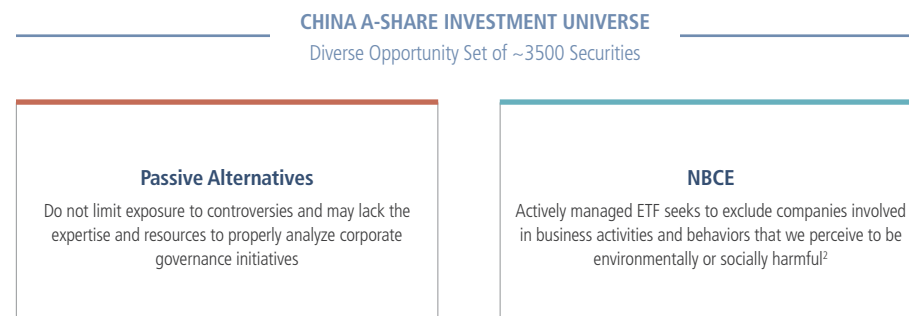 CHINA A-SHARE INVESTMENT UNIVERSE
Diverse Opportunity Set of ~3500 Securities
Passive Alternatives
Do not limit exposure to controversies and may lack the
expertise and resources to properly analyze corporate
governance initiatives
NBCE
Actively managed ETF seeks to exclude companies involved
in business activities and behaviors that we perceive to be
environmentally or socially harmful²